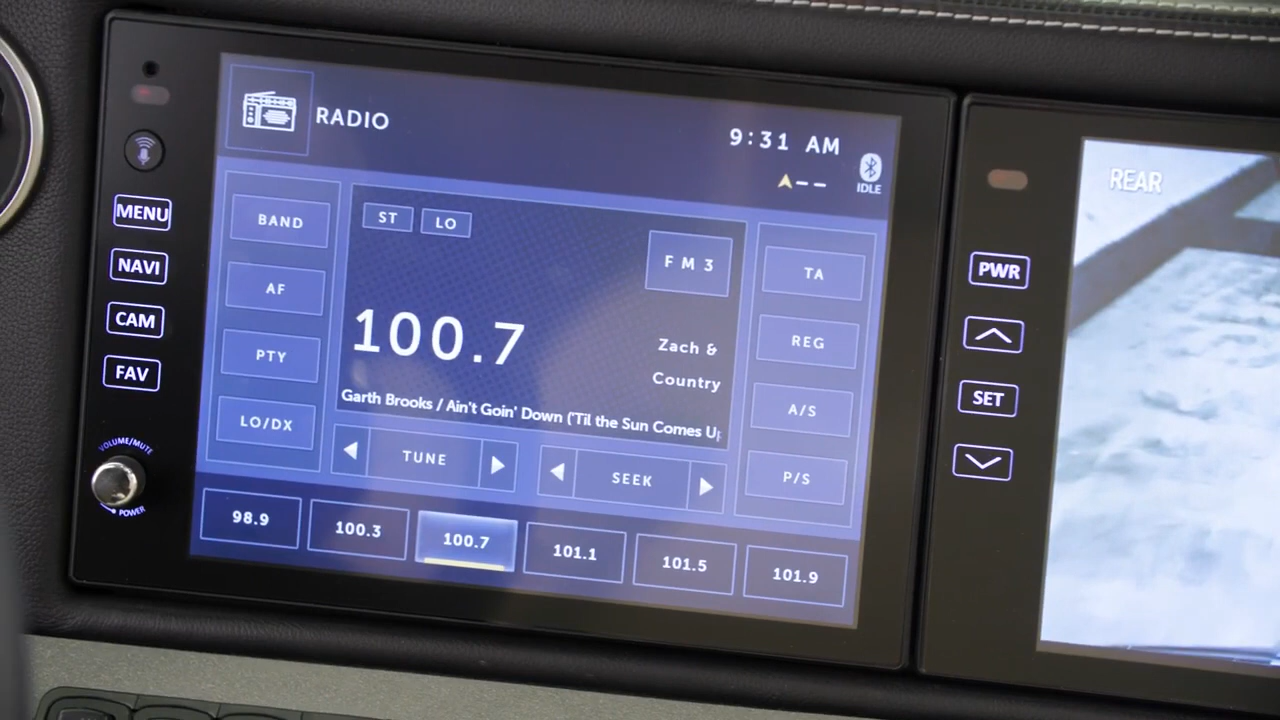 RADIO
9:31 AM
IDLE
MENU
NAVI
CAM
FAV
VOLUME/MUTE
POWER
BAND
AF
PTY
LO/DX
ST
LO
FM3
100.7
Zach &
Country
Garth Brooks / Ain't Goin' Down ('Til the Sun Comes Up
TUNE
SEEK
TA
REG
A/S
P/S
98.9
100.3
100.7
101.1
101.5
101.9
REAR
PWR
SET